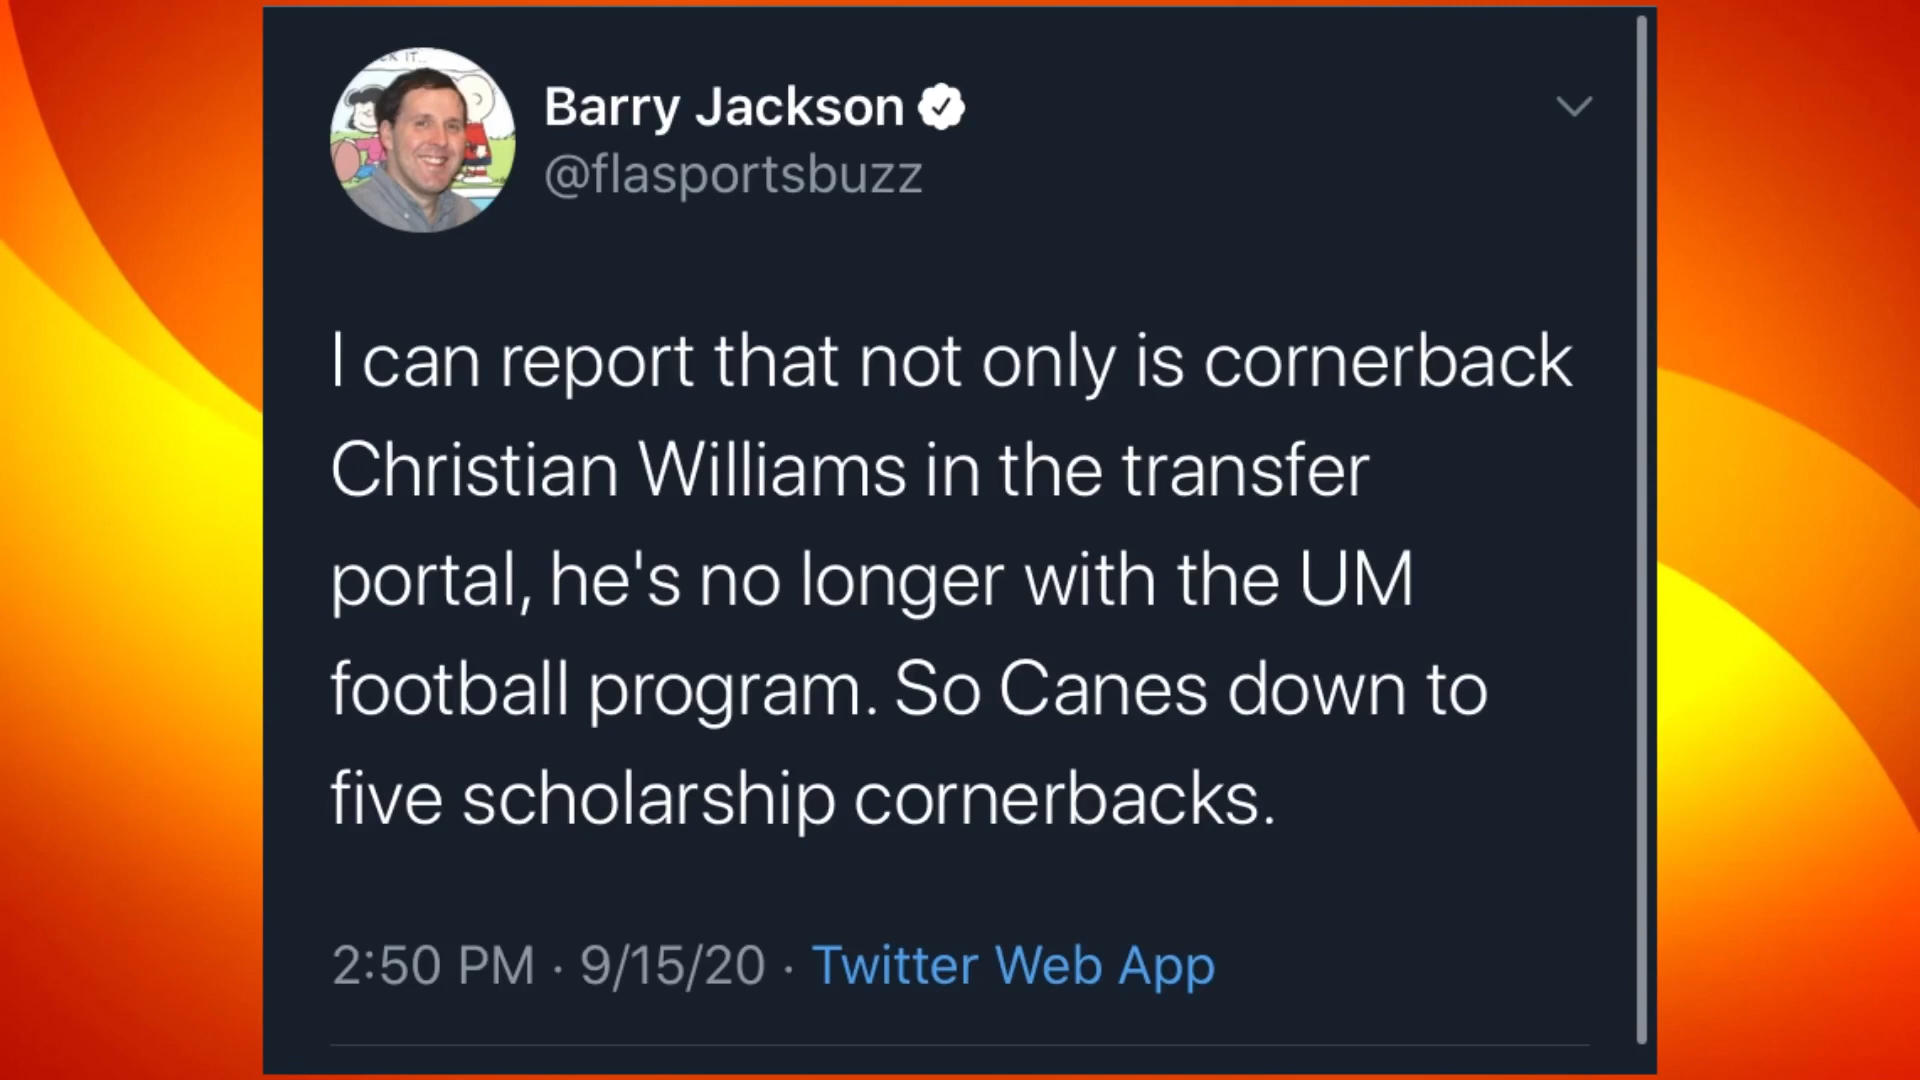 CK IT...
Barry Jackson
@flasportsbuzz
I can report that not only is cornerback
Christian Williams in the transfer
portal, he's no longer with the UM
football program. So Canes down to
five scholarship cornerbacks.
2:50 PM · 9/15/20 · Twitter Web App